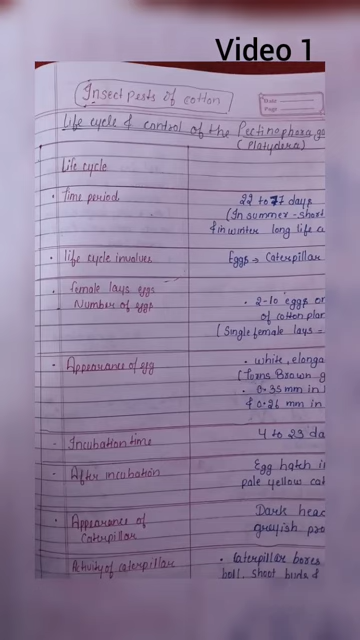 Video 1
Insect pests of cotton
Date
Page
Life cycle & control of the Pectinophora go
(Platydera)
Life cycle
• Time period
22 to 77 days
(In summer - short
& in winter long life c
• life cycle involves
Eggs → Caterpillar
• Female lays eggs
Number of eggs
• 2-10 eggs or
of cotton plan
(Single female lays =
• Appearance of egg
• white, elonga
(Turns Brown
• 0.35 mm in
& 0.26 mm in
- Incubation time
4 to 23 da
- After incubation
Egg hatch i
pale yellow cat
• Appearance of
Caterpillar
Dark head
greyish pro
Activity of caterpillar
• Caterpillar bores
boll, shoot buds &